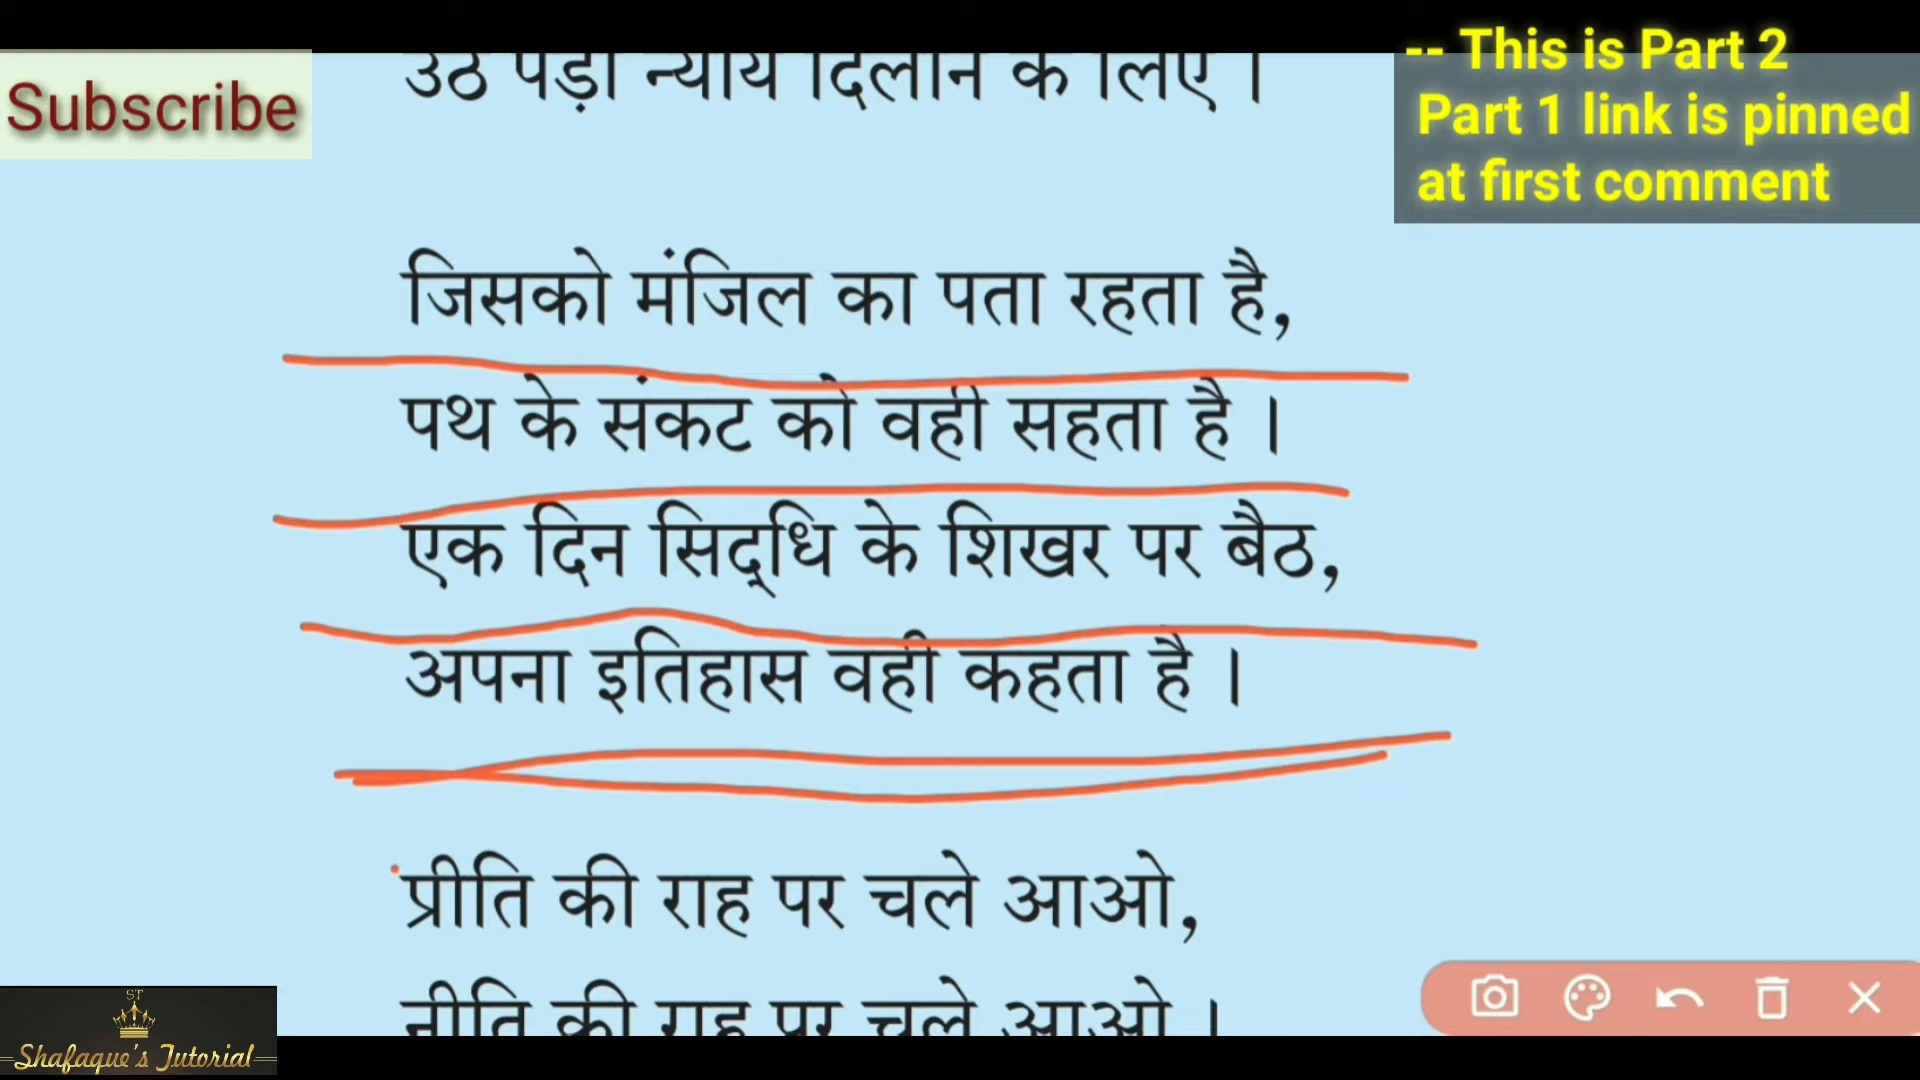 Subscribe
-- This is Part 2
Part 1 link is pinned
at first comment
उठ पड़ो न्याय दिलाने के लिए ।
जिसको मंजिल का पता रहता है,
पथ के संकट को वही सहता है ।
एक दिन सिद्‌धि के शिखर पर बैठ,
अपना इतिहास वही कहता है ।
प्रीति की राह पर चले आओ,
नीति की राह पर चले आओ ।
ST
Shafaque's Tutorial